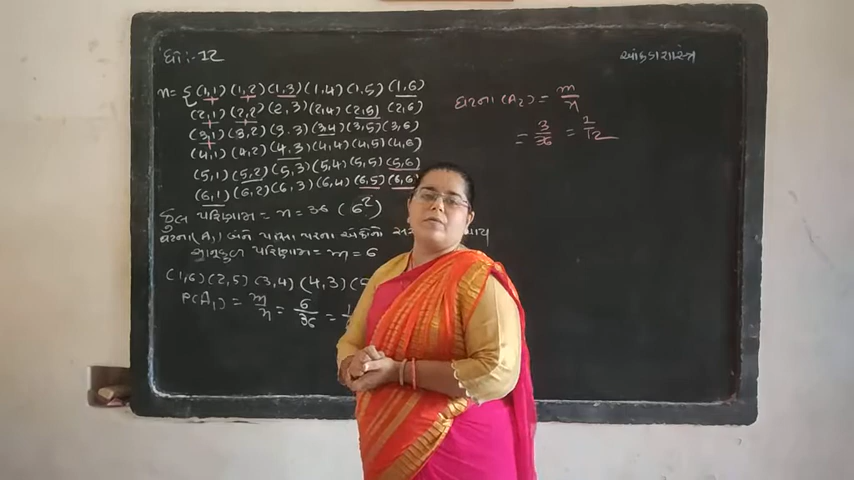 ધો :- 12
આંકડાશાસ્ત્ર
n = { (1,1) (1,2) (1,3) (1,4) (1,5) (1,6)
(2,1) (2,2) (2,3) (2,4) (2,5) (2,6)
(3,1) (3,2) (3,3) (3,4) (3,5) (3,6)
(4,1) (4,2) (4,3) (4,4) (4,5) (4,6)
(5,1) (5,2) (5,3) (5,4) (5,5) (5,6)
(6,1) (6,2) (6,3) (6,4) (6,5) (6,6)
કુલ પરિણામ = n = 36 (6²)
ઘટના (A₁) બંને પાસા પરના અંકોનો
સાનુકુળ પરિણામ = m = 6
(1,6) (2,5) (3,4) (4,3)
P(A₁) = m/n = 6/36 =
ઘટના (A₂) = m/n
= 3/36 = 1/12